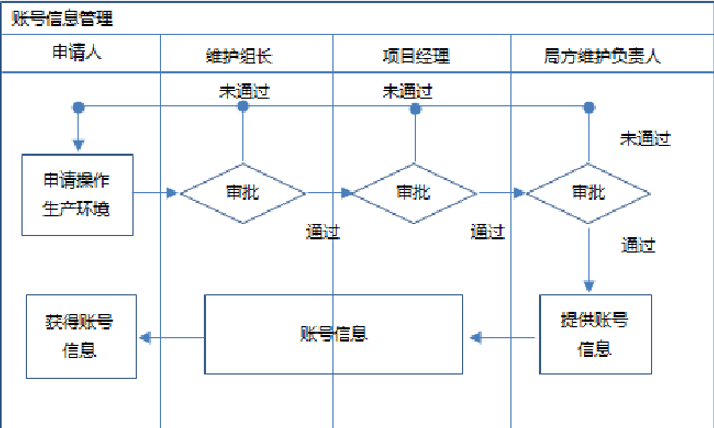 账号信息管理
申请人
维护组长
项目经理
局方维护负责人
未通过
未通过
未通过
申请操作
生产环境
审批
审批
审批
通过
通过
通过
获得账号
信息
账号信息
提供账号
信息